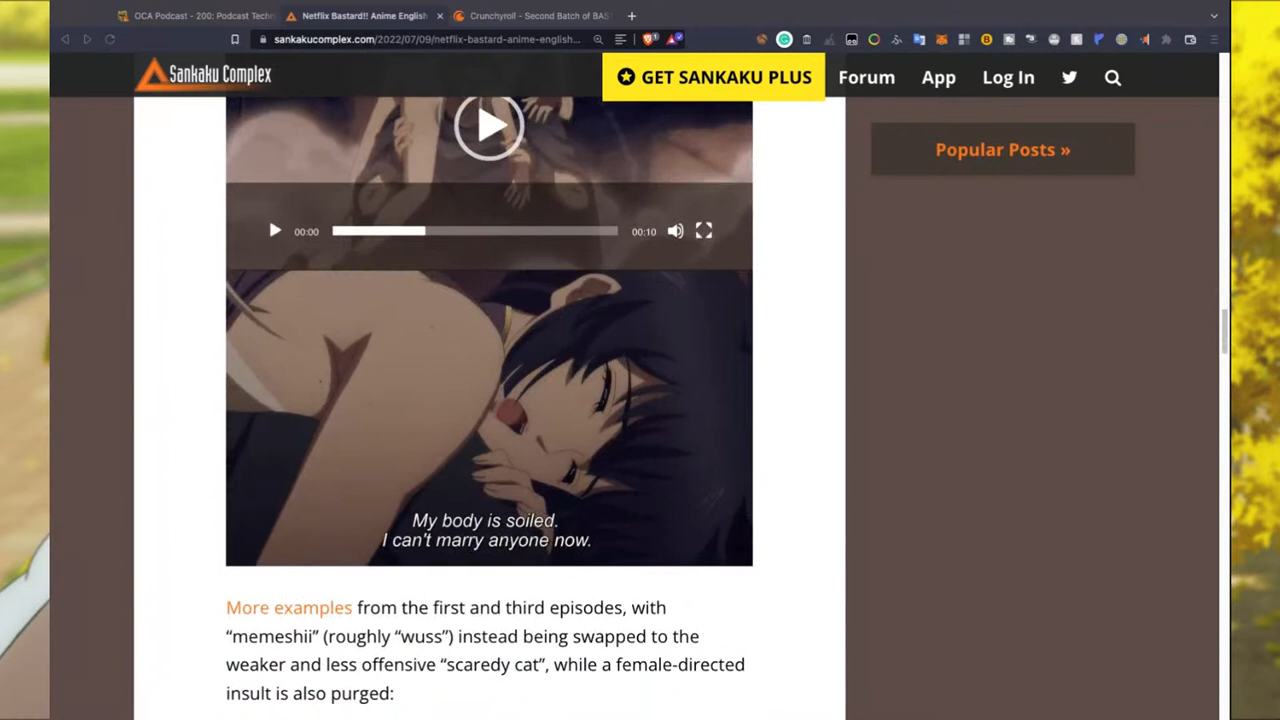 OCA Podcast - 200: Podcast Techn
Netflix Bastard!! Anime English
Crunchyroll - Second Batch of BAS
sankakucomplex.com/2022/07/09/netflix-bastard-anime-english...
Sankaku Complex
GET SANKAKU PLUS
Forum
App
Log In
Popular Posts »
00:00
00:10
My body is soiled.
I can't marry anyone now.
More examples from the first and third episodes, with
“memeshii” (roughly “wuss”) instead being swapped to the
weaker and less offensive “scaredy cat”, while a female-directed
insult is also purged: